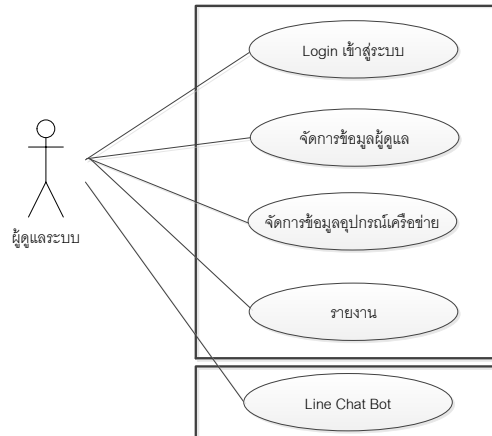 Login เข้าสู่ระบบ
จัดการข้อมูลผู้ดูแล
ผู้ดูแลระบบ
จัดการข้อมูลอุปกรณ์เครือข่าย
รายงาน
Line Chat Bot